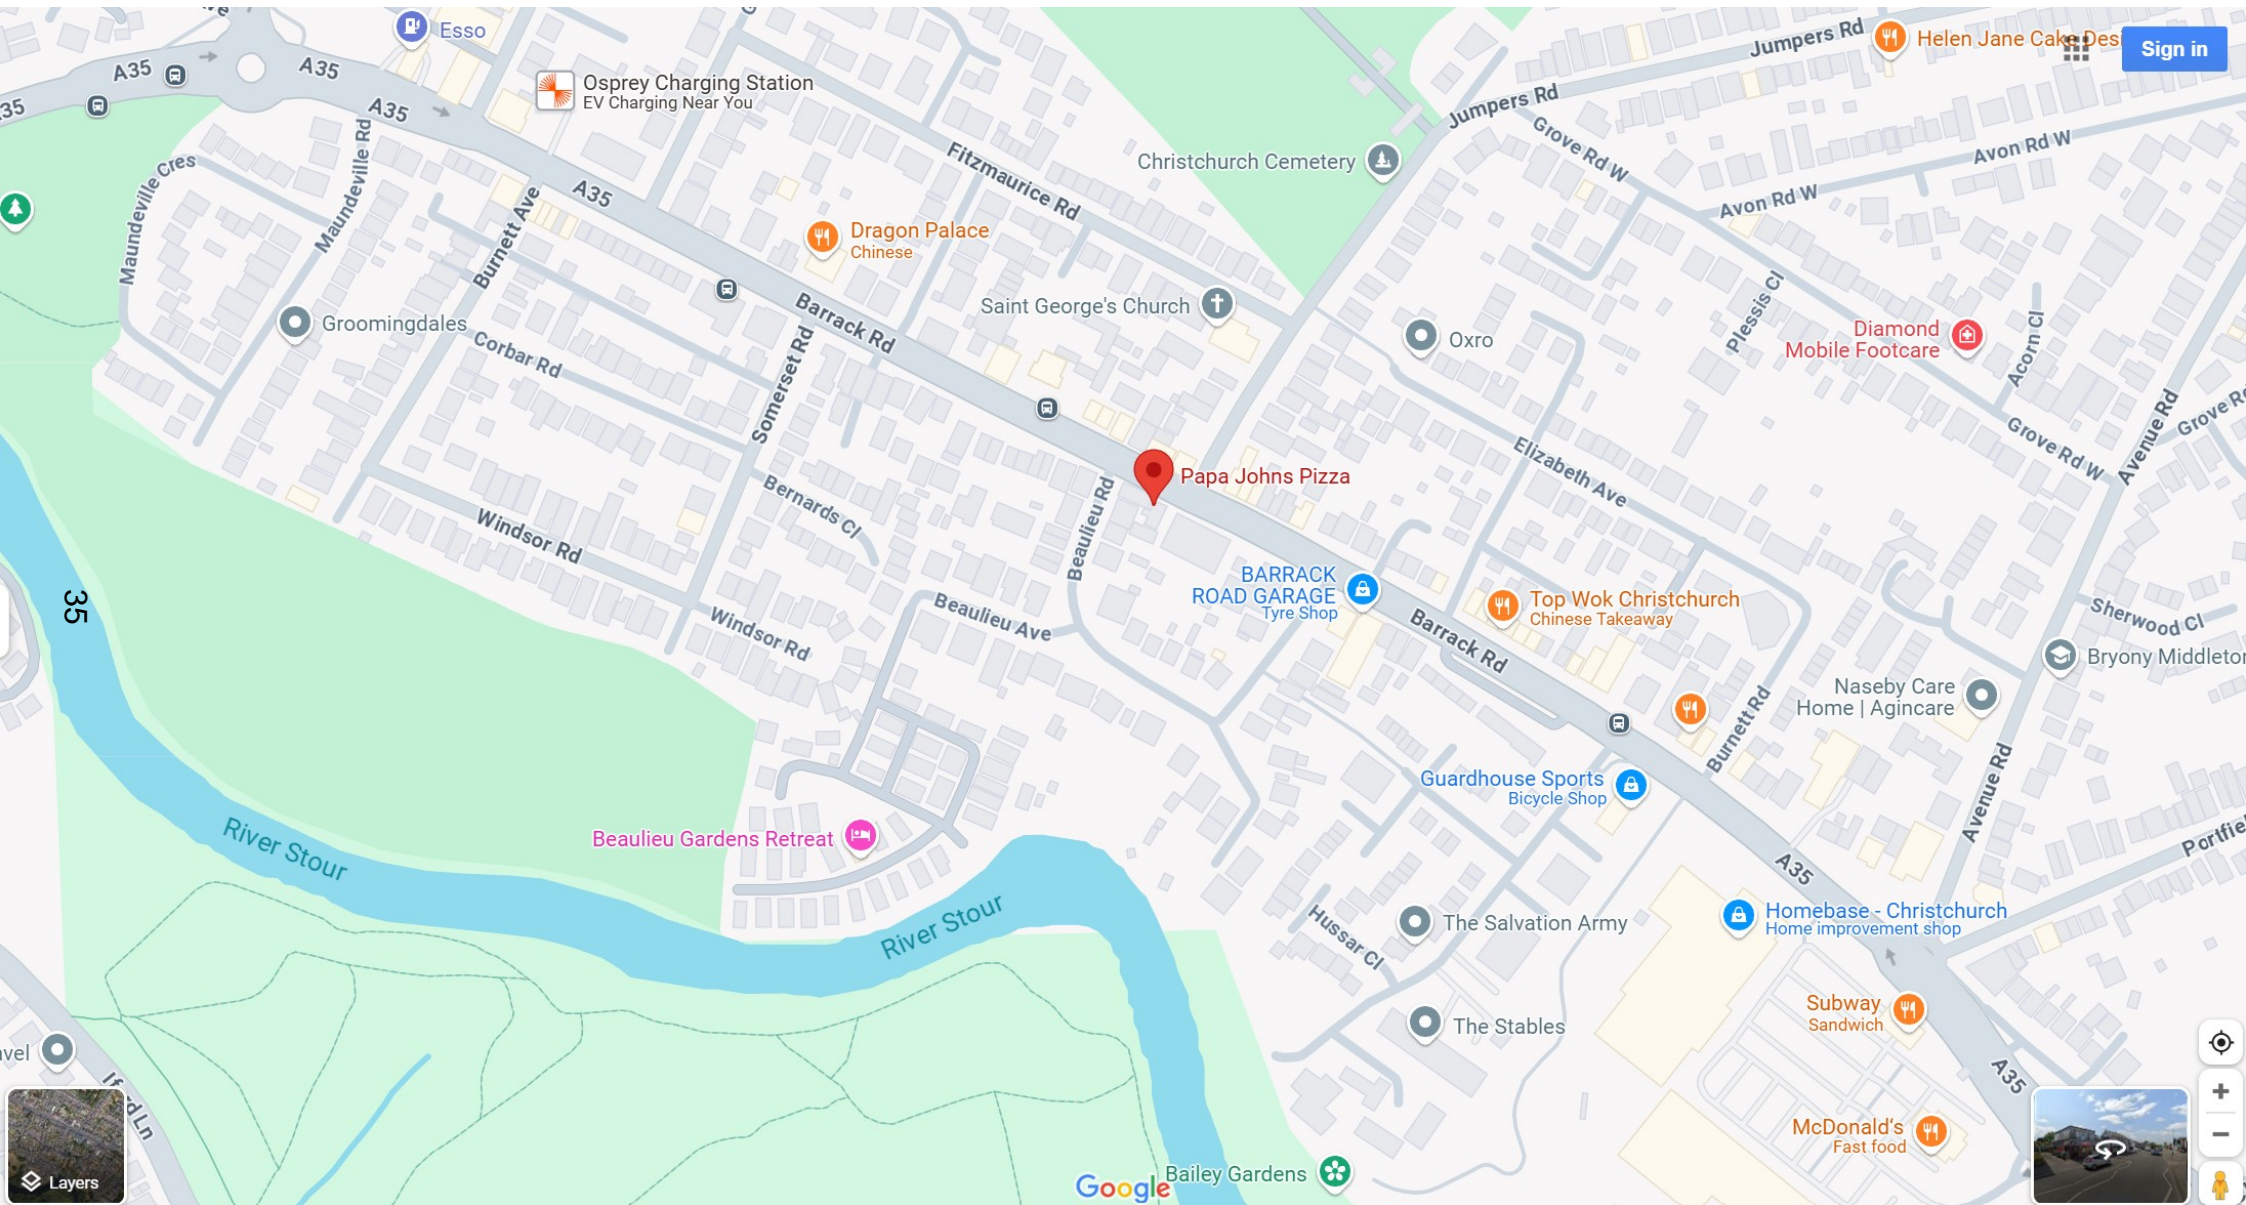 Esso
A35
A35
A35
35
Osprey Charging Station
EV Charging Near You
Jumpers Rd
Helen Jane Cake Desi
Sign in
Jumpers Rd
Grove Rd W
Avon Rd W
Avon Rd W
Christchurch Cemetery
Fitzmaurice Rd
Maundeville Cres
Maundeville Rd
Burnett Ave
A35
Dragon Palace
Chinese
Barrack Rd
Saint George's Church
Oxro
Plessis Cl
Diamond
Mobile Footcare
Acorn Cl
Groomingdales
Corbar Rd
Somerset Rd
Avenue Rd
Grove R
Grove Rd W
Elizabeth Ave
Papa Johns Pizza
Beaulieu Rd
Bernards Cl
Windsor Rd
35
BARRACK
ROAD GARAGE
Tyre Shop
Top Wok Christchurch
Chinese Takeaway
Beaulieu Ave
Windsor Rd
Barrack Rd
Sherwood Cl
Bryony Middleton
Naseby Care
Home | Agincare
Burnett Rd
Guardhouse Sports
Bicycle Shop
Avenue Rd
Portfie
River Stour
Beaulieu Gardens Retreat
A35
River Stour
Hussar Cl
The Salvation Army
Homebase - Christchurch
Home improvement shop
Subway
Sandwich
The Stables
avel
A35
McDonald's
Fast food
Layers
Google
Bailey Gardens